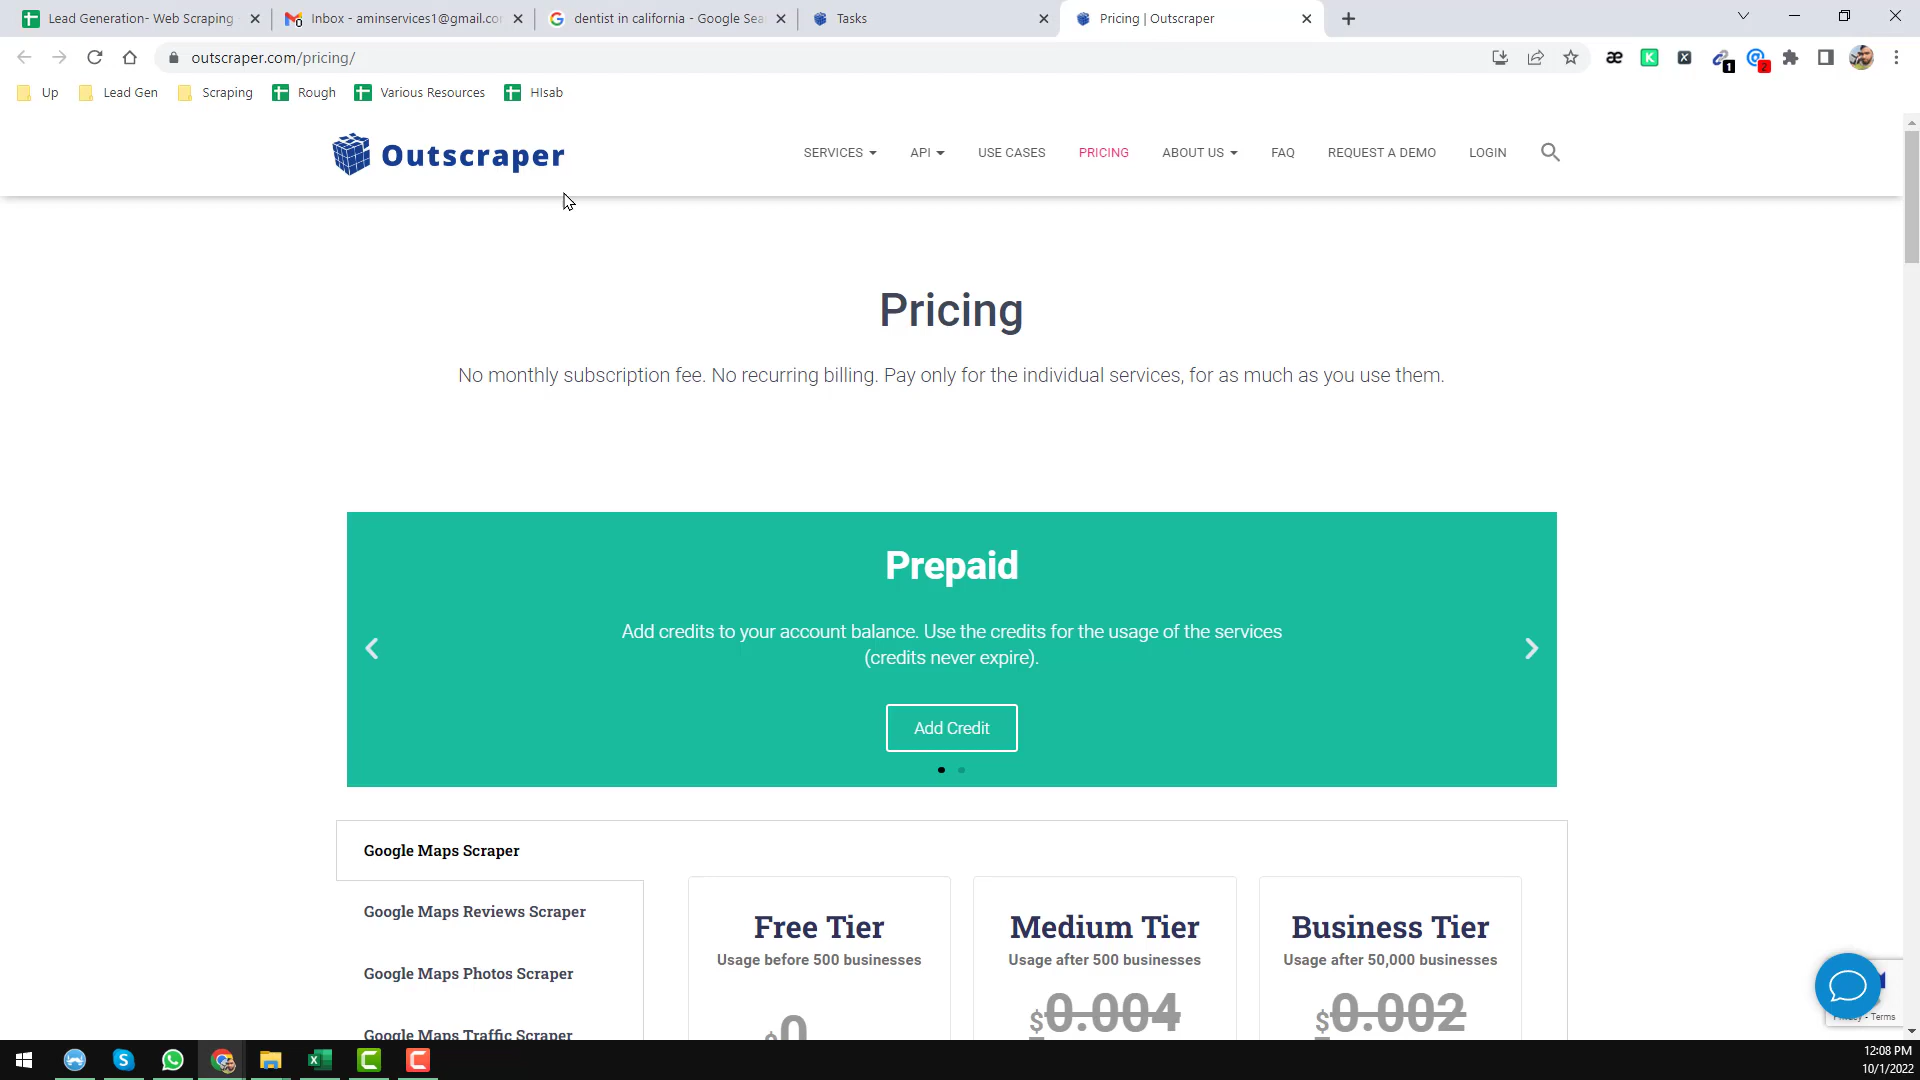 Lead Generation- Web Scraping
Inbox - aminservices1@gmail.co
dentist in california - Google Sea
Tasks
Pricing | Outscraper
outscraper.com/pricing/
1
2
Up
Lead Gen
Scraping
Rough
Various Resources
HIsab
Outscraper
SERVICES
API
USE CASES
PRICING
ABOUT US
FAQ
REQUEST A DEMO
LOGIN
Pricing
No monthly subscription fee. No recurring billing. Pay only for the individual services, for as much as you use them.
Prepaid
Add credits to your account balance. Use the credits for the usage of the services
(credits never expire).
Add Credit
Google Maps Scraper
Google Maps Reviews Scraper
Google Maps Photos Scraper
Google Maps Traffic Scraper
Free Tier
Usage before 500 businesses
$0
Medium Tier
Usage after 500 businesses
$0.004
Business Tier
Usage after 50,000 businesses
$0.002
- Terms
12:08 PM
10/1/2022